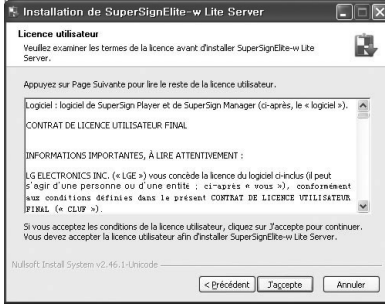 Installation de SuperSignElite-w Lite Server
Licence utilisateur
Veuillez examiner les termes de la licence avant d'installer SuperSignElite-w Lite
Server.
Appuyez sur Page Suivante pour lire le reste de la licence utilisateur.
Logiciel : logiciel de SuperSign Player et de SuperSign Manager (ci-après, le « logiciel »).
CONTRAT DE LICENCE UTILISATEUR FINAL
INFORMATIONS IMPORTANTES, À LIRE ATTENTIVEMENT :
LG ELECTRONICS INC. (« LGE ») vous concède la licence du logiciel ci-inclus (il peut
s'agir d'une personne ou d'une entité ; ci-après « vous »), conformément
aux conditions définies dans le présent CONTRAT DE LICENCE UTILISATEUR
FINAL (« CLUF »).
Si vous acceptez les conditions de la licence utilisateur, cliquez sur J'accepte pour continuer.
Vous devez accepter la licence utilisateur afin d'installer SuperSignElite-w Lite Server.
Nullsoft Install System v2.46.1-Unicode
< Précédent J'accepte Annuler